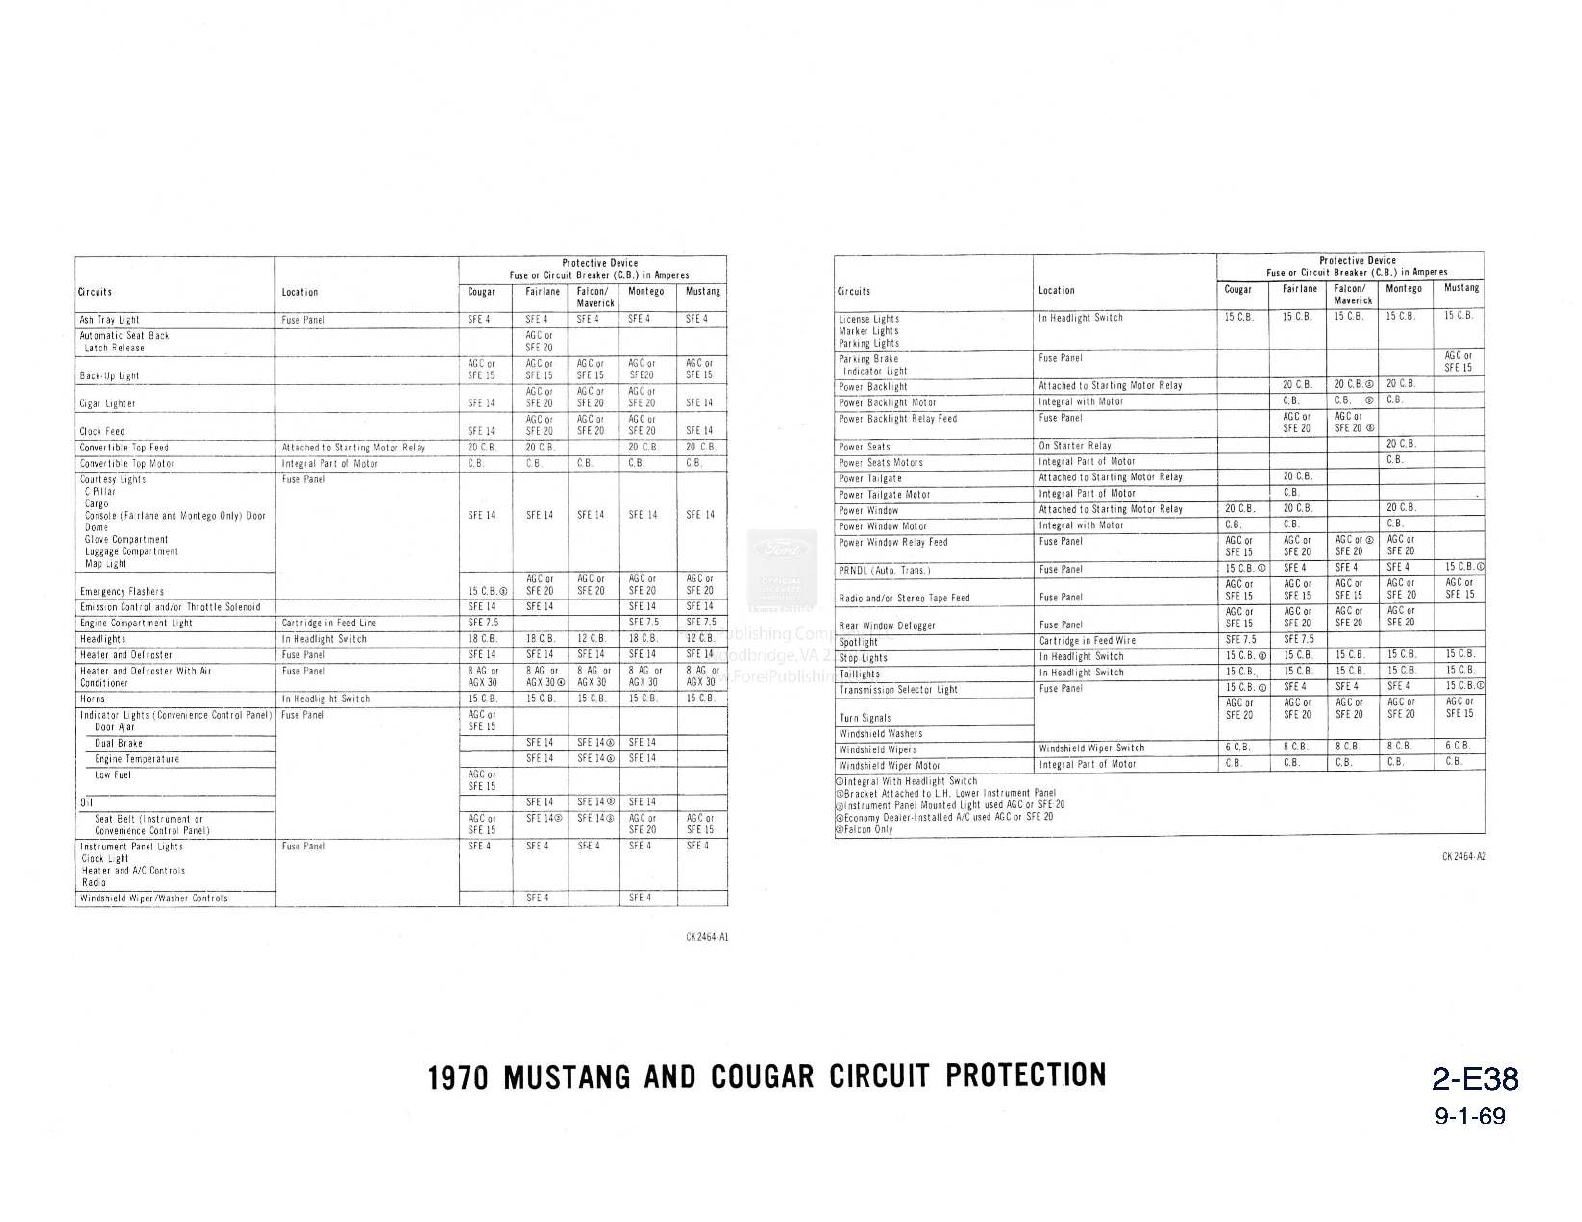 Protective Device
Fuse or Circuit Breaker (C.B.) in Amperes
Circuits Location Cougar Fairlane Falcon/ Maverick Montego Mustang
Ash Tray Light Fuse Panel SFE 4 SFE 4 SFE 4 SFE 4 SFE 4
Automatic Seat Back AGC or
Latch Release SFE 20
AGC or AGC or AGC or AGC or AGC or
Back-Up Light SFE 15 SFE 15 SFE 15 SFE20 SFE 15
AGC or AGC or AGC or
Cigar Lighter SFE 14 SFE 20 SFE 20 SFE 20 SFE 14
AGC or AGC or AGC or
Clock Feed SFE 14 SFE 20 SFE 20 SFE 20 SFE 14
Convertible Top Feed Attached to Starting Motor Relay 20 C.B. 20 C.B. 20 C.B. 20 C.B.
Convertible Top Motor Integral Part of Motor C.B. C.B. C.B. C.B. C.B.
Courtesy Lights Fuse Panel
C Pillar
Cargo
Console (Fairlane and Montego Only) Door SFE 14 SFE 14 SFE 14 SFE 14 SFE 14
Dome
Glove Compartment
Luggage Compartment
Map Light
AGC or AGC or AGC or AGC or
Emergency Flashers 15 C.B. SFE 20 SFE 20 SFE 20 SFE 20
Emission Control and/or Throttle Solenoid SFE 14 SFE 14 SFE 14 SFE 14
Engine Compartment Light Cartridge in Feed Line SFE 7.5 SFE 7.5 SFE 7.5
Headlights In Headlight Switch 18 C.B. 18 C.B. 12 C.B. 18 C.B. 12 C.B.
Heater and Defroster Fuse Panel SFE 14 SFE 14 SFE 14 SFE 14 SFE 14
Heater and Defroster With Air Fuse Panel 8 AG or 8 AG or 8 AG or 8 AG or 8 AG or
Conditioner AGX 30 AGX 30 AGX 30 AGX 30 AGX 30
Horns In Headlight Switch 15 C.B. 15 C.B. 15 C.B. 15 C.B. 15 C.B.
Indicator Lights (Convenience Control Panel) Fuse Panel AGC or
Door Ajar SFE 15
Dual Brake SFE 14 SFE 14 SFE 14
Engine Temperature SFE 14 SFE 14 SFE 14
Low Fuel AGC or
SFE 15
Oil SFE 14 SFE 14 SFE 14
Seat Belt (Instrument or AGC or SFE 14 SFE 14 AGC or AGC or
Convenience Control Panel) SFE 15 SFE 20 SFE 15
Instrument Panel Lights Fuse Panel SFE 4 SFE 4 SFE 4 SFE 4 SFE 4
Clock Light
Heater and A/C Controls
Radio
Windshield Wiper/Washer Controls SFE 4 SFE 4
CK 2464-A1
Protective Device
Fuse or Circuit Breaker (C.B.) in Amperes
Circuits Location Cougar Fairlane Falcon/ Maverick Montego Mustang
License Lights In Headlight Switch 15 C.B. 15 C.B. 15 C.B. 15 C.B. 15 C.B.
Marker Lights
Parking Lights
Parking Brake Fuse Panel AGC or
Indicator Light SFE 15
Power Backlight Attached to Starting Motor Relay 20 C.B. 20 C.B. 20 C.B.
Power Backlight Motor Integral with Motor C.B. C.B. C.B.
Power Backlight Relay Feed Fuse Panel AGC or AGC or
SFE 20 SFE 20
Power Seats On Starter Relay 20 C.B.
Power Seats Motors Integral Part of Motor C.B.
Power Tailgate Attached to Starting Motor Relay 20 C.B.
Power Tailgate Motor Integral Part of Motor C.B.
Power Window Attached to Starting Motor Relay 20 C.B. 20 C.B. 20 C.B.
Power Window Motor Integral with Motor C.B. C.B. C.B.
Power Window Relay Feed Fuse Panel AGC or AGC or AGC or AGC or
SFE 15 SFE 20 SFE 20 SFE 20
PRNDL (Auto. Trans.) Fuse Panel 15 C.B. SFE 4 SFE 4 SFE 4 15 C.B.
AGC or AGC or AGC or AGC or AGC or
Radio and/or Stereo Tape Feed Fuse Panel SFE 15 SFE 15 SFE 15 SFE 20 SFE 15
AGC or AGC or AGC or AGC or
Rear Window Defogger Fuse Panel SFE 15 SFE 20 SFE 20 SFE 20
Spotlight Cartridge in Feed Wire SFE 7.5 SFE 7.5
Stop Lights In Headlight Switch 15 C.B. 15 C.B. 15 C.B. 15 C.B. 15 C.B.
Taillights In Headlight Switch 15 C.B. 15 C.B. 15 C.B. 15 C.B. 15 C.B.
Transmission Selector Light Fuse Panel 15 C.B. SFE 4 SFE 4 SFE 4 15 C.B.
AGC or AGC or AGC or AGC or AGC or
Turn Signals SFE 20 SFE 20 SFE 20 SFE 20 SFE 15
Windshield Washers
Windshield Wipers Windshield Wiper Switch 6 C.B. 8 C.B. 8 C.B. 8 C.B. 6 C.B.
Windshield Wiper Motor Integral Part of Motor C.B. C.B. C.B. C.B. C.B.
Integral With Headlight Switch
Bracket Attached to L.H. Lower Instrument Panel
Instrument Panel Mounted Light used AGC or SFE 20
Economy Dealer-Installed A/C used AGC or SFE 20
Falcon Only
CK 2464-A2
1970 MUSTANG AND COUGAR CIRCUIT PROTECTION
2-E38
9-1-69